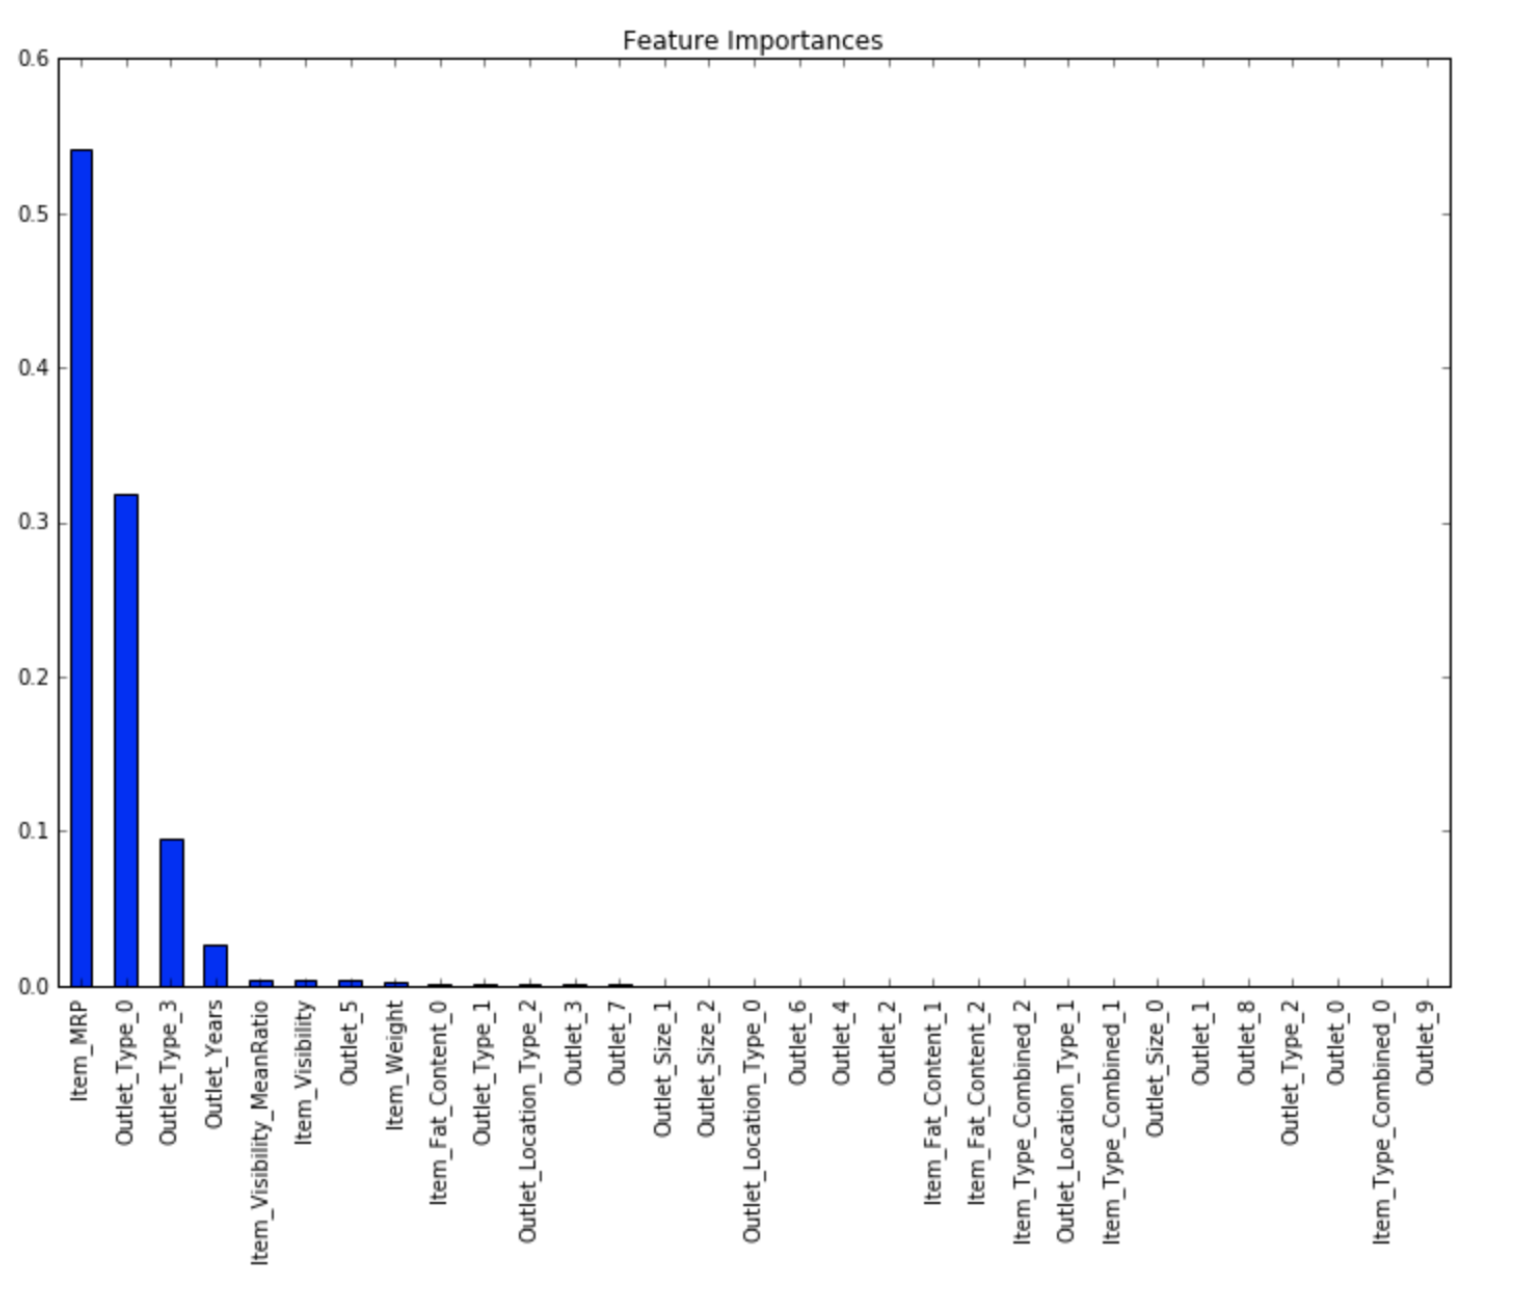 Feature Importances
0.6
0.5
0.4
0.3
0.2
0.1
0.0
Item_MRP
Outlet_Type_0
Outlet_Type_3
Outlet_Years
Item_Visibility_MeanRatio
Item_Visibility
Outlet_5
Item_Weight
Item_Fat_Content_0
Outlet_Type_1
Outlet_Location_Type_2
Outlet_3
Outlet_7
Outlet_Size_1
Outlet_Size_2
Outlet_Location_Type_0
Outlet_6
Outlet_4
Outlet_2
Item_Fat_Content_1
Item_Fat_Content_2
Item_Type_Combined_2
Outlet_Location_Type_1
Item_Type_Combined_1
Outlet_Size_0
Outlet_1
Outlet_8
Outlet_Type_2
Outlet_0
Item_Type_Combined_0
Outlet_9